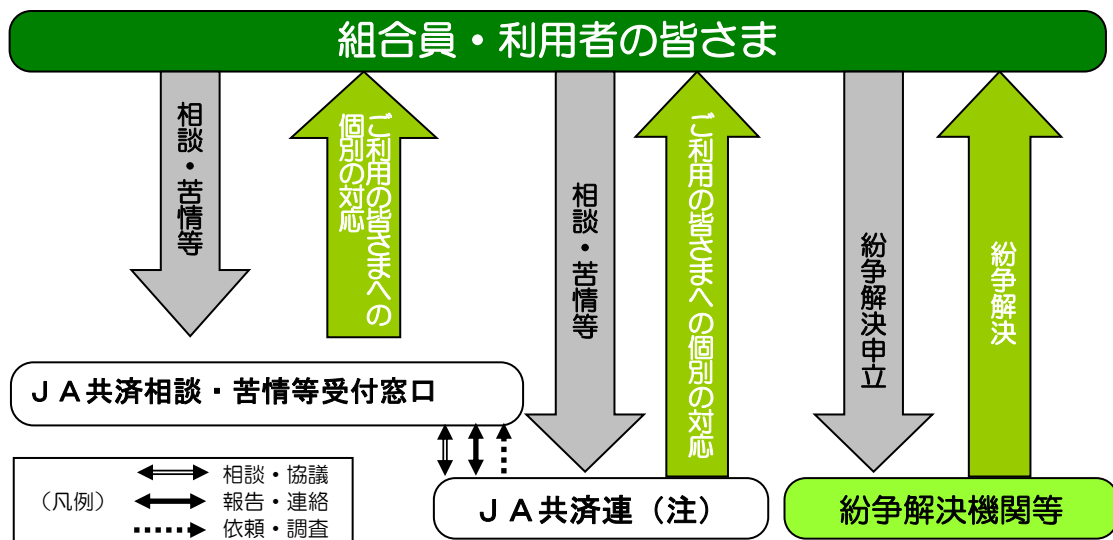 組合員・利用者の皆さま
相談・苦情等
ご利用の皆さまへの
個別の対応
相談・苦情等
ご利用の皆さまへの個別の対応
紛争解決申立
紛争解決
ＪＡ共済相談・苦情等受付窓口
（凡例）
相談・協議
報告・連絡
依頼・調査
ＪＡ共済連（注）
紛争解決機関等